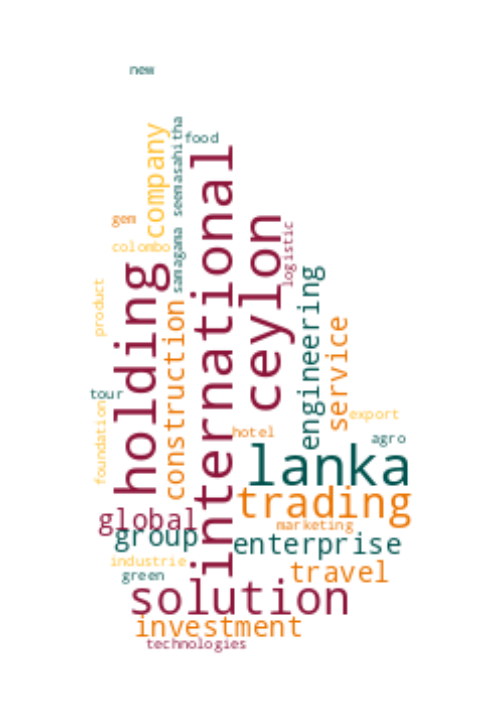 new
food
company
seemasahitha
international
gem
colombo
samagama
ceylon
logistic
holding
product
construction
engineering
service
tour
foundation
export
hotel
agro
lanka
trading
global
marketing
group
enterprise
industrie
green
travel
solution
investment
technologies